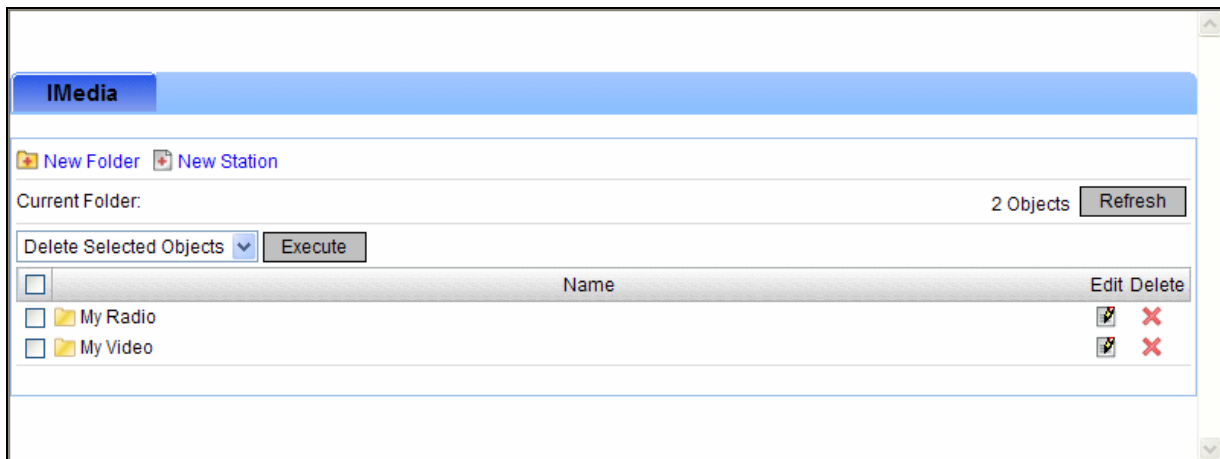 IMedia
New Folder New Station
Current Folder: 2 Objects Refresh
Delete Selected Objects Execute
Name Edit Delete
My Radio
My Video